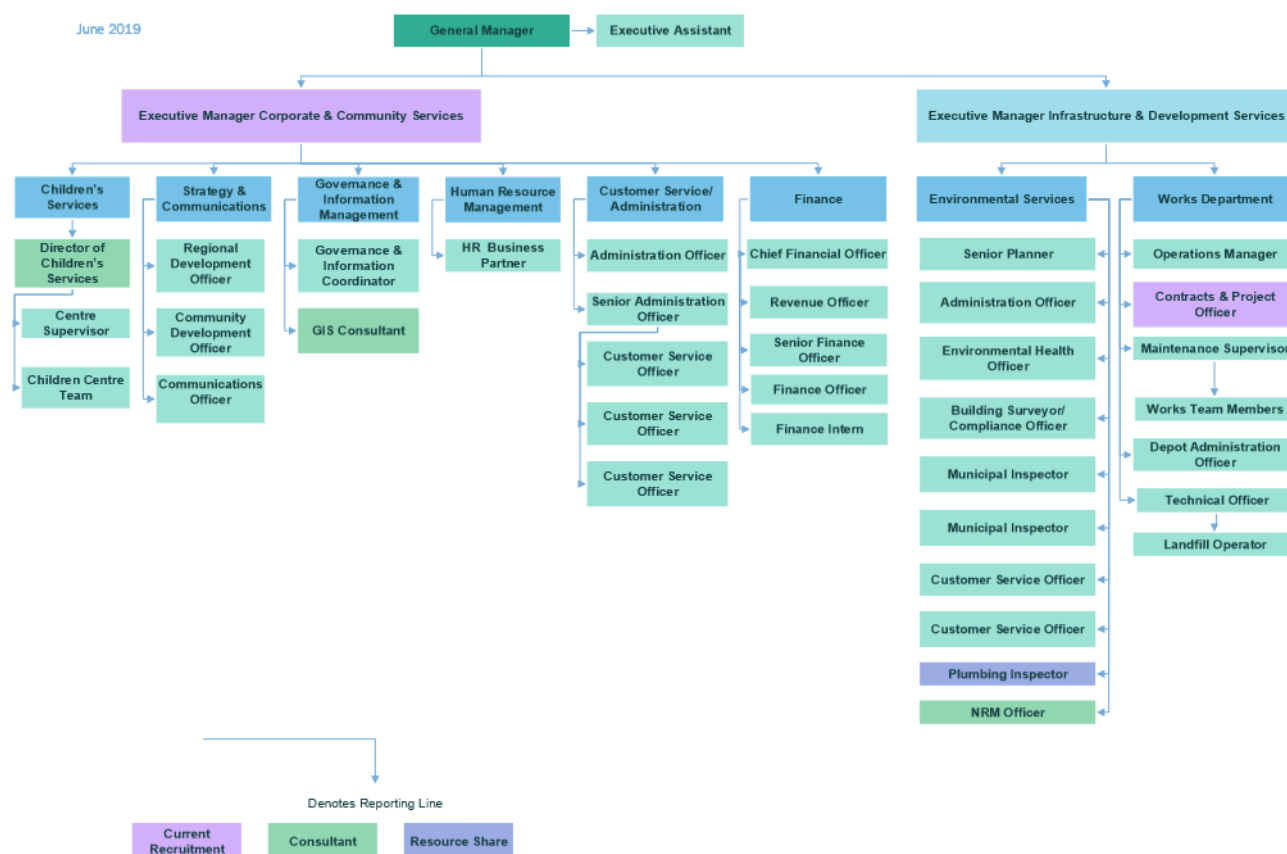 June 2019
General Manager
Executive Assistant
Executive Manager Corporate & Community Services
Executive Manager Infrastructure & Development Services
Children's
Services
Strategy &
Communications
Governance &
Information
Management
Human Resource
Management
Customer Service/
Administration
Finance
Environmental Services
Works Department
Director of
Children's
Services
Centre
Supervisor
Children Centre
Team
Regional
Development
Officer
Community
Development
Officer
Communications
Officer
Governance &
Information
Coordinator
GIS Consultant
HR Business
Partner
Administration Officer
Senior Administration
Officer
Customer Service
Officer
Customer Service
Officer
Customer Service
Officer
Chief Financial Officer
Revenue Officer
Senior Finance
Officer
Finance Officer
Finance Intern
Senior Planner
Administration Officer
Environmental Health
Officer
Building Surveyor/
Compliance Officer
Municipal Inspector
Municipal Inspector
Customer Service Officer
Customer Service Officer
Plumbing Inspector
NRM Officer
Operations Manager
Contracts & Project
Officer
Maintenance Supervisor
Works Team Members
Depot Administration
Officer
Technical Officer
Landfill Operator
Denotes Reporting Line
Current
Recruitment
Consultant
Resource Share